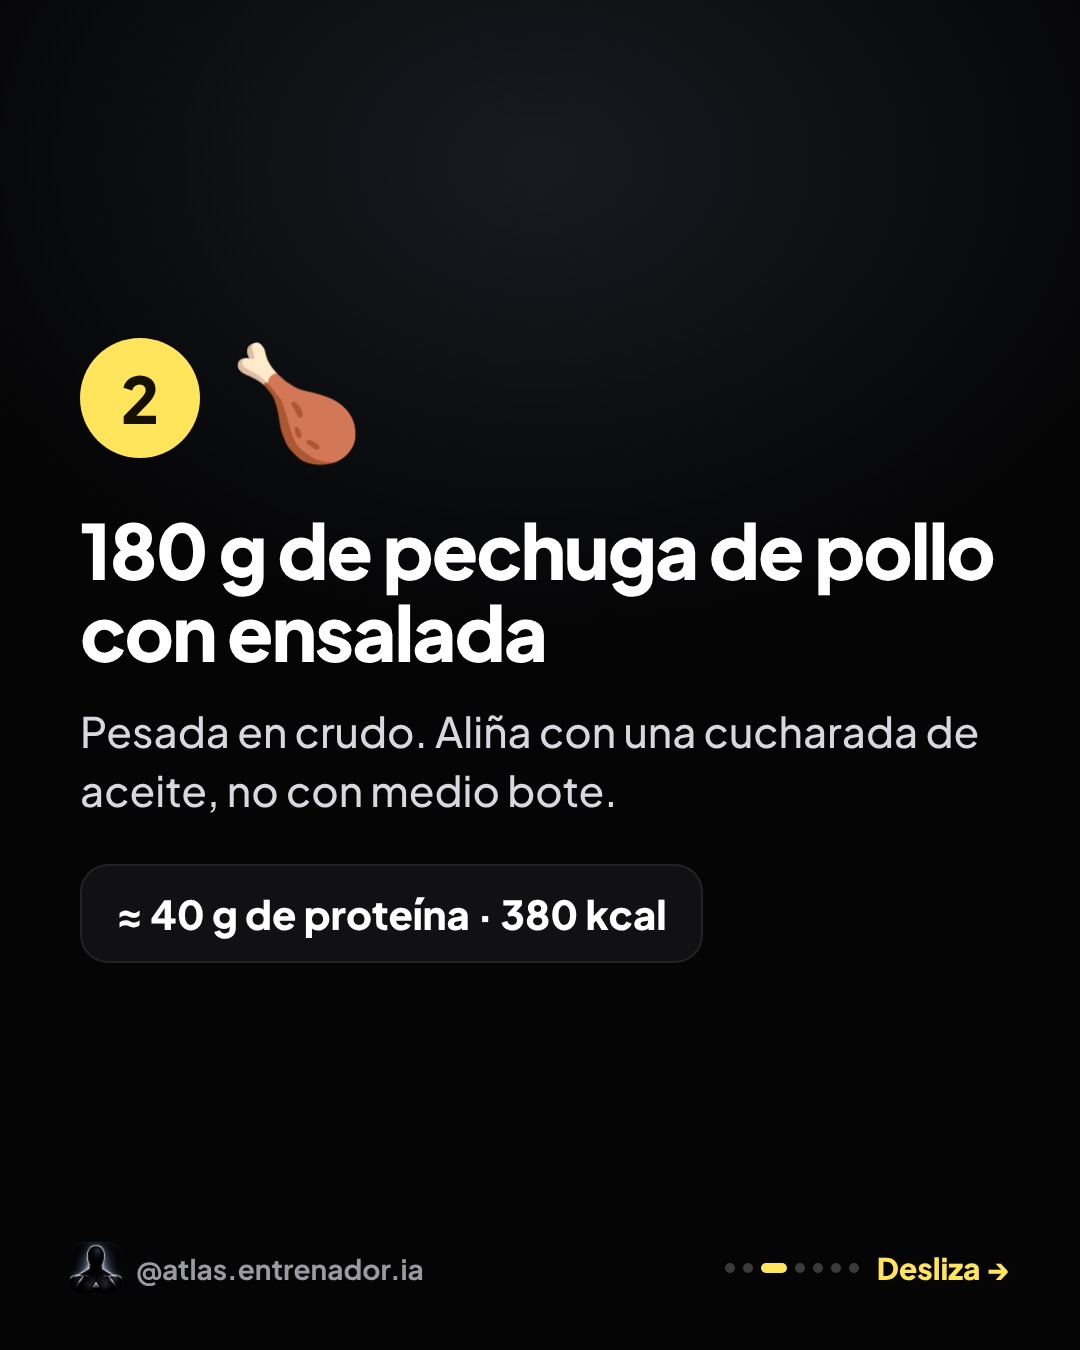 2
180 g de pechuga de pollo
con ensalada
Pesada en crudo. Aliña con una cucharada de
aceite, no con medio bote.
≈ 40 g de proteína · 380 kcal
@atlas.entrenador.ia
Desliza →